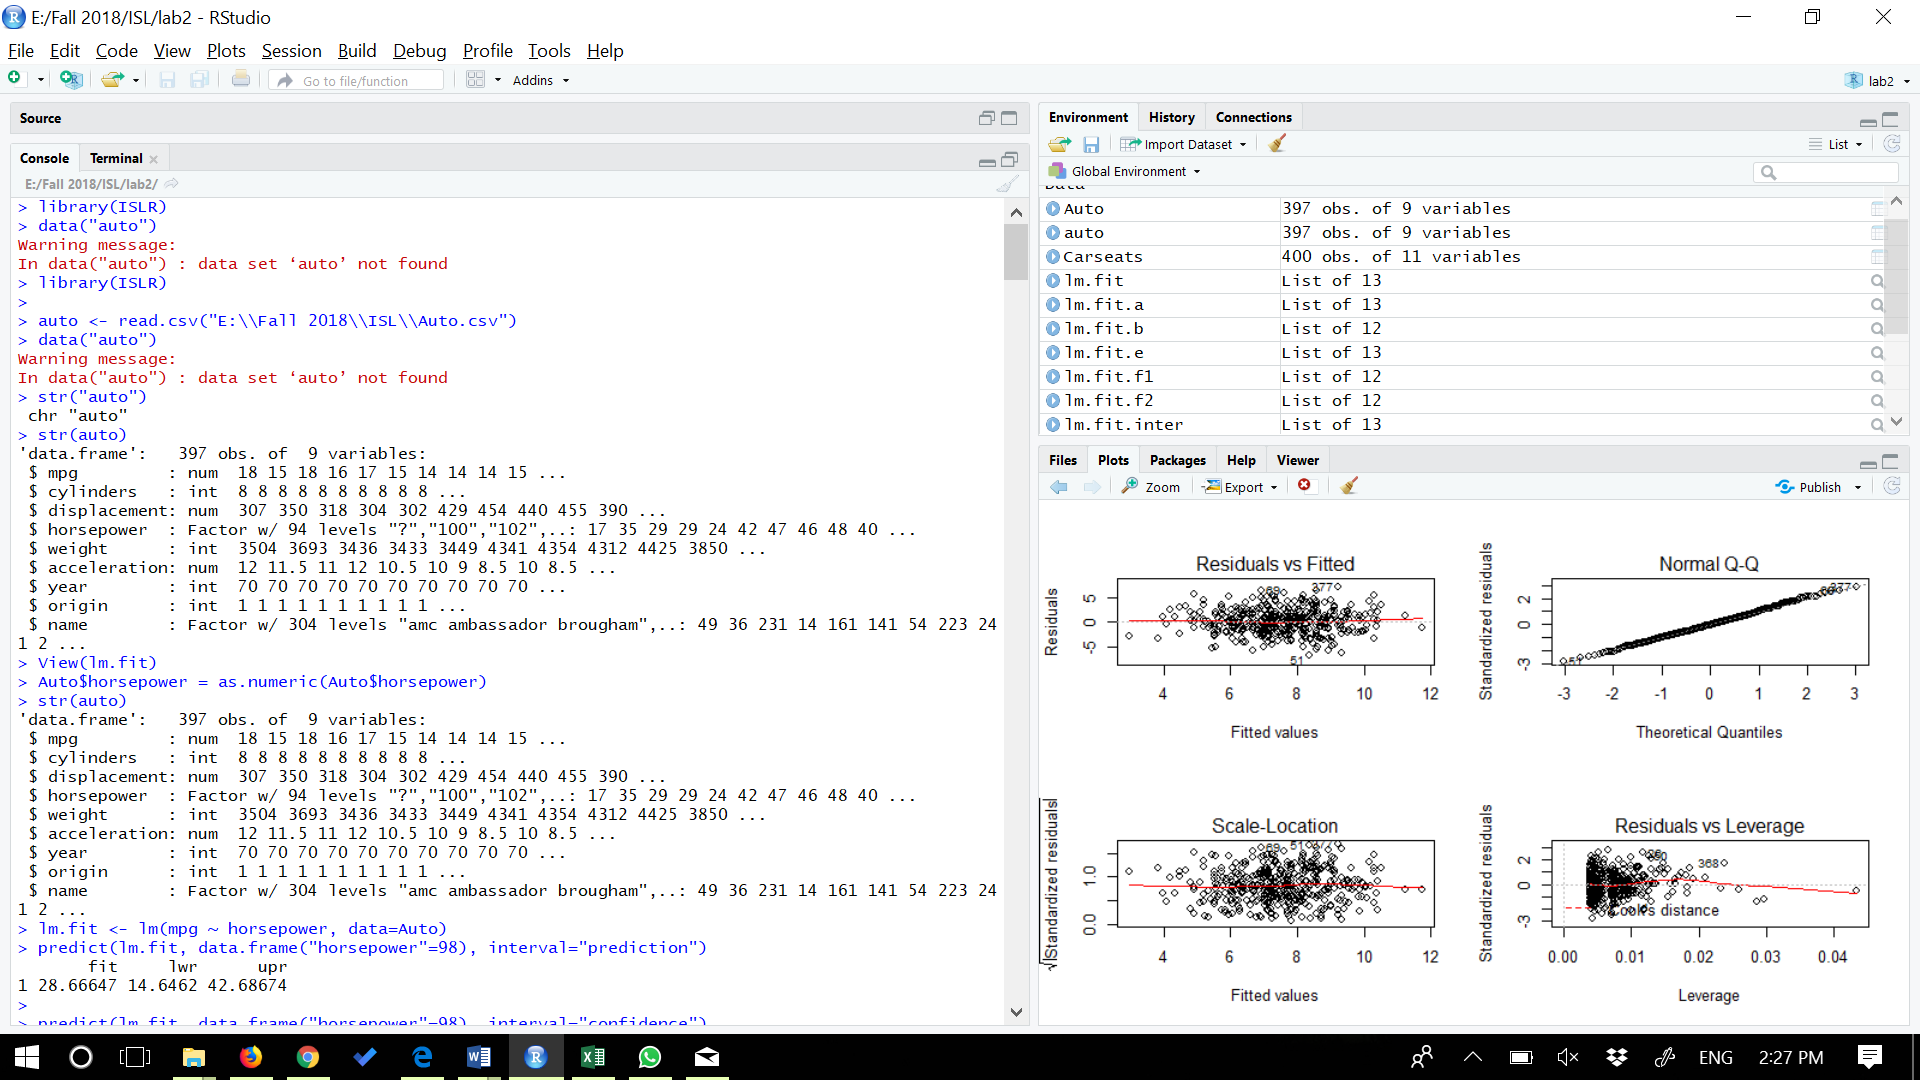 E:/Fall 2018/ISL/lab2 - RStudio
File Edit Code View Plots Session Build Debug Profile Tools Help
Go to file/function
Addins
lab2
Source
Console Terminal
E:/Fall 2018/ISL/lab2/
> library(ISLR)
> data("auto")
Warning message:
In data("auto") : data set ‘auto’ not found
> library(ISLR)
>
> auto <- read.csv("E:\\Fall 2018\\ISL\\Auto.csv")
> data("auto")
Warning message:
In data("auto") : data set ‘auto’ not found
> str("auto")
 chr "auto"
> str(auto)
'data.frame':   397 obs. of  9 variables:
 $ mpg         : num  18 15 18 16 17 15 14 14 14 15 ...
 $ cylinders   : int  8 8 8 8 8 8 8 8 8 8 ...
 $ displacement: num  307 350 318 304 302 429 454 440 455 390 ...
 $ horsepower  : Factor w/ 94 levels "?","100","102",..: 17 35 29 29 24 42 47 46 48 40 ...
 $ weight      : int  3504 3693 3436 3433 3449 4341 4354 4312 4425 3850 ...
 $ acceleration: num  12 11.5 11 12 10.5 10 9 8.5 10 8.5 ...
 $ year        : int  70 70 70 70 70 70 70 70 70 70 ...
 $ origin      : int  1 1 1 1 1 1 1 1 1 1 ...
 $ name        : Factor w/ 304 levels "amc ambassador brougham",..: 49 36 231 14 161 141 54 223 24
1 2 ...
> View(lm.fit)
> Auto$horsepower = as.numeric(Auto$horsepower)
> str(auto)
'data.frame':   397 obs. of  9 variables:
 $ mpg         : num  18 15 18 16 17 15 14 14 14 15 ...
 $ cylinders   : int  8 8 8 8 8 8 8 8 8 8 ...
 $ displacement: num  307 350 318 304 302 429 454 440 455 390 ...
 $ horsepower  : Factor w/ 94 levels "?","100","102",..: 17 35 29 29 24 42 47 46 48 40 ...
 $ weight      : int  3504 3693 3436 3433 3449 4341 4354 4312 4425 3850 ...
 $ acceleration: num  12 11.5 11 12 10.5 10 9 8.5 10 8.5 ...
 $ year        : int  70 70 70 70 70 70 70 70 70 70 ...
 $ origin      : int  1 1 1 1 1 1 1 1 1 1 ...
 $ name        : Factor w/ 304 levels "amc ambassador brougham",..: 49 36 231 14 161 141 54 223 24
1 2 ...
> lm.fit <- lm(mpg ~ horsepower, data=Auto)
> predict(lm.fit, data.frame("horsepower"=98), interval="prediction")
       fit     lwr      upr
1 28.66647 14.6462 42.68674
>
> predict(lm.fit, data.frame("horsepower"=98), interval="confidence")
Environment History Connections
Import Dataset
List
Global Environment
Data
Auto 397 obs. of 9 variables
auto 397 obs. of 9 variables
Carseats 400 obs. of 11 variables
lm.fit List of 13
lm.fit.a List of 13
lm.fit.b List of 12
lm.fit.e List of 13
lm.fit.f1 List of 12
lm.fit.f2 List of 12
lm.fit.inter List of 13
Files Plots Packages Help Viewer
Zoom Export Publish
Residuals vs Fitted
Residuals
5
0
-5
377
51
4 6 8 10 12
Fitted values
Normal Q-Q
Standardized residuals
2
0
-3
377
51
-3 -2 -1 0 1 2 3
Theoretical Quantiles
Scale-Location
√|Standardized residuals|
1.0
0.0
69 51 377
4 6 8 10 12
Fitted values
Residuals vs Leverage
Standardized residuals
2
0
-3
368
Cook's distance
0.00 0.01 0.02 0.03 0.04
Leverage
ENG 2:27 PM